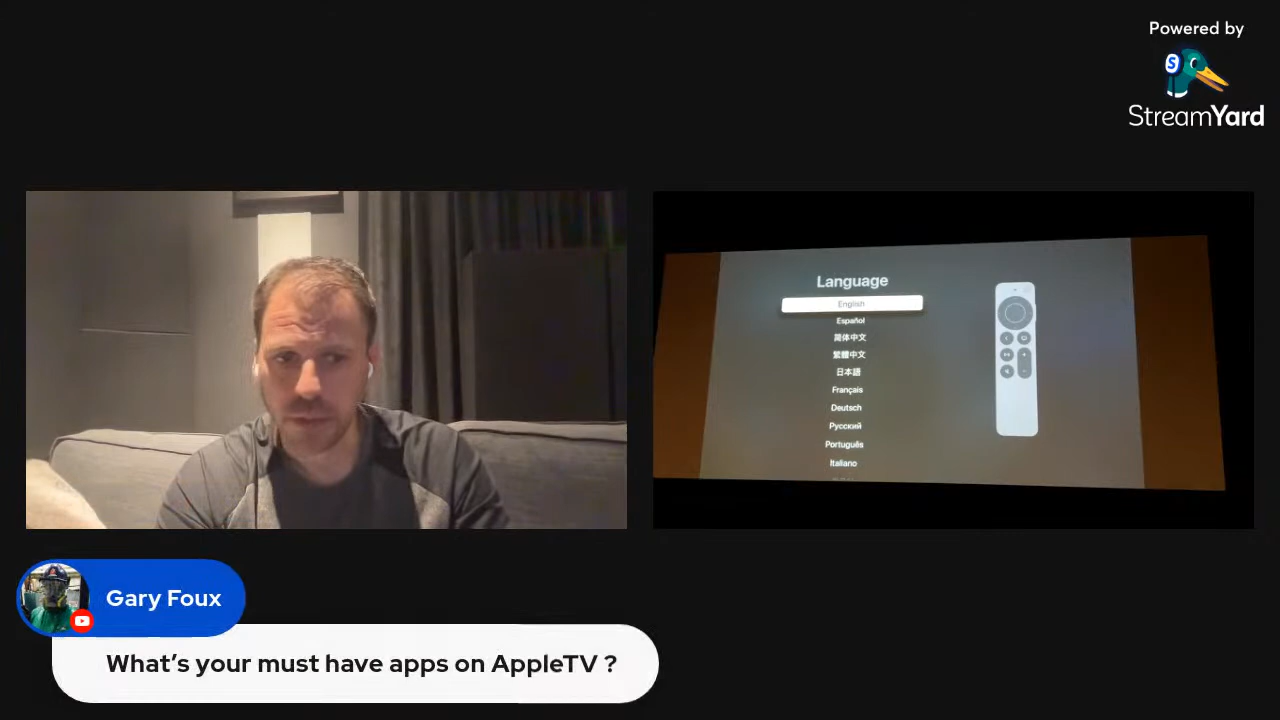 Powered by
S
StreamYard
Language
English
Español
简体中文
繁體中文
日本語
Français
Deutsch
Русский
Português
Italiano
Gary Foux
What's your must have apps on AppleTV ?